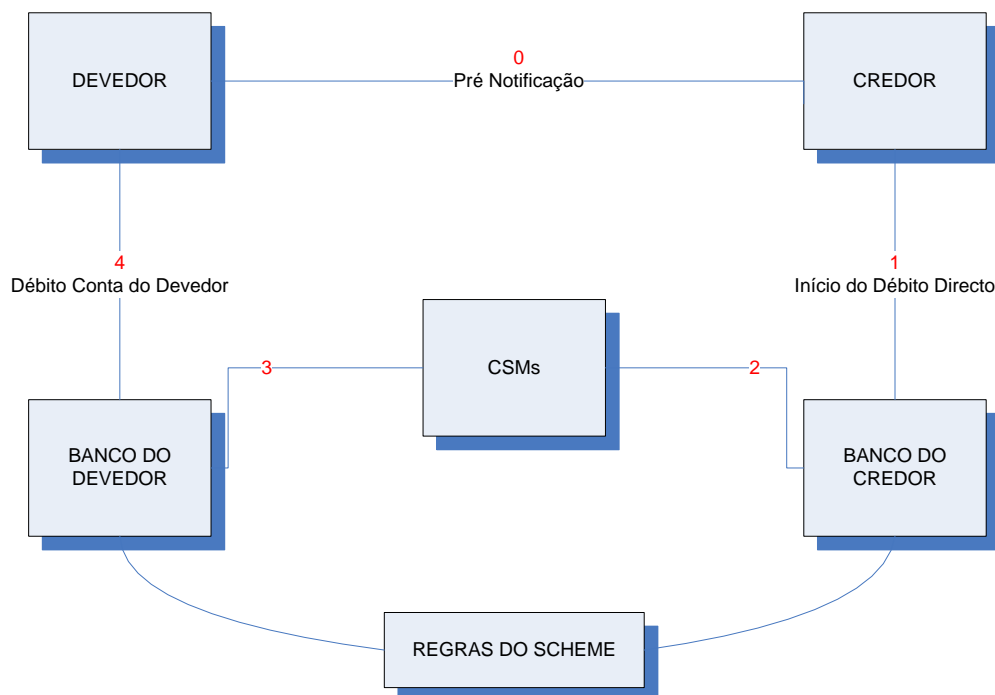 0
DEVEDOR
Pré Notificação
CREDOR
4
Débito Conta do Devedor
1
Início do Débito Directo
3
CSMs
2
BANCO DO
DEVEDOR
BANCO DO
CREDOR
REGRAS DO SCHEME